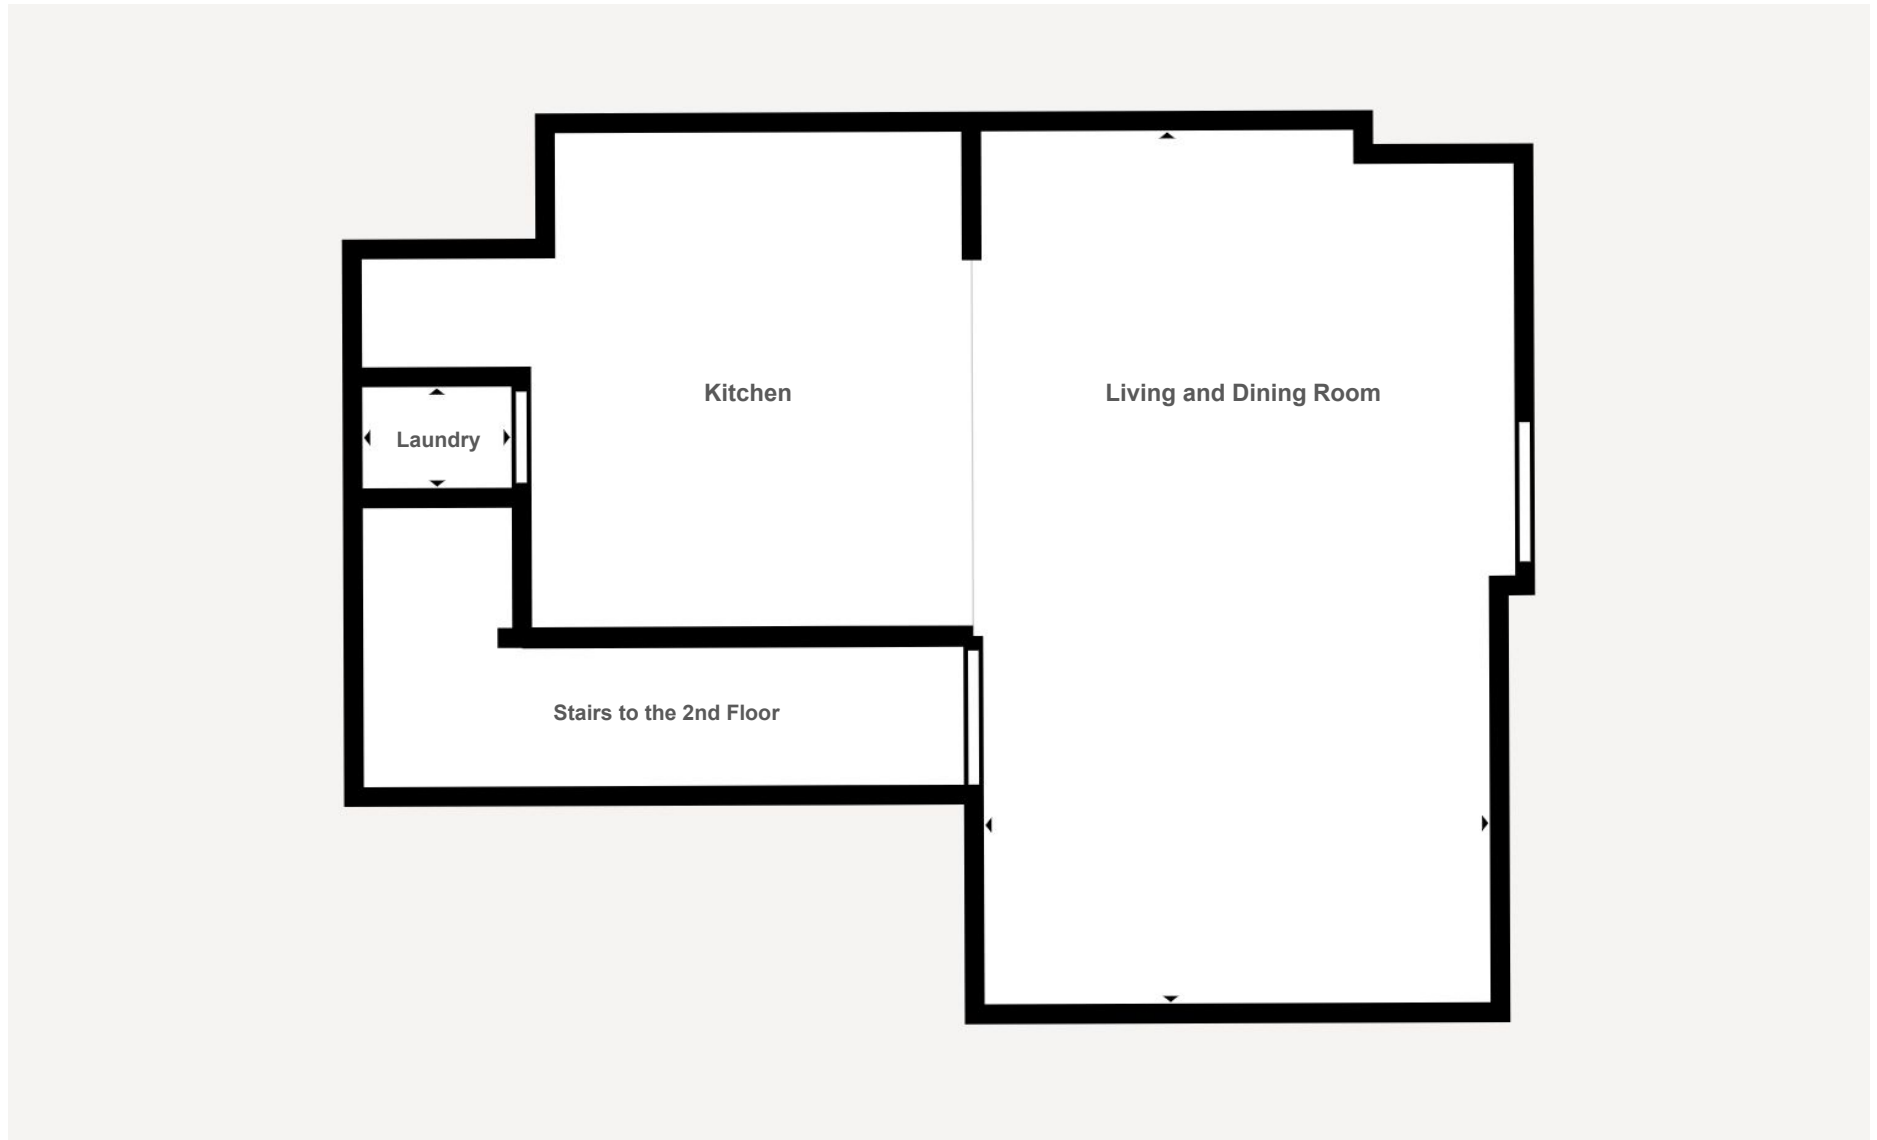 Kitchen
Living and Dining Room
Laundry
Stairs to the 2nd Floor